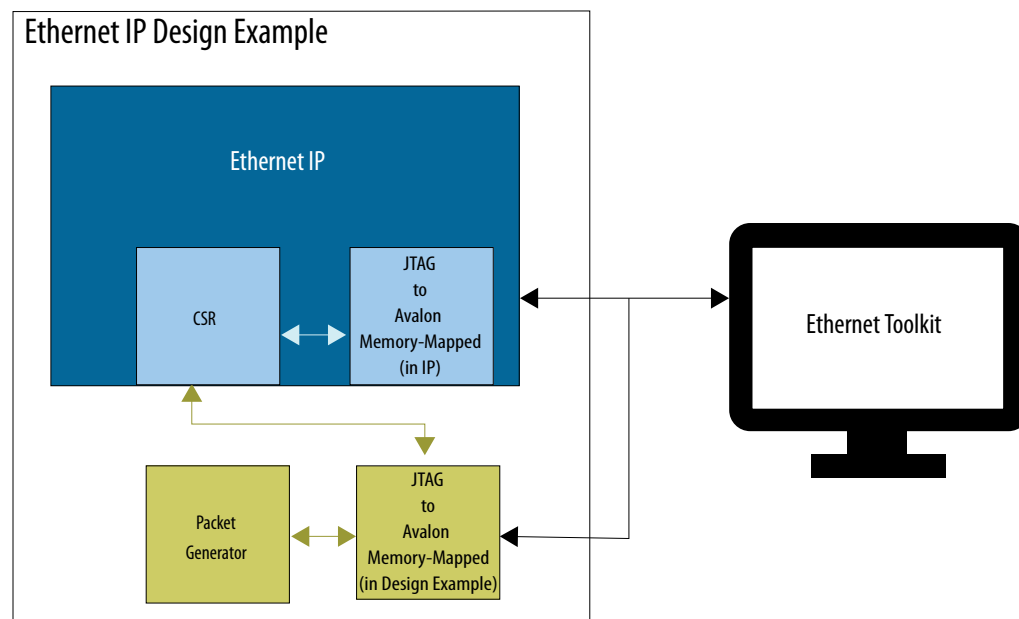 Ethernet IP Design Example
Ethernet IP
CSR
JTAG
to
Avalon
Memory-Mapped
(in IP)
Ethernet Toolkit
Packet
Generator
JTAG
to
Avalon
Memory-Mapped
(in Design Example)